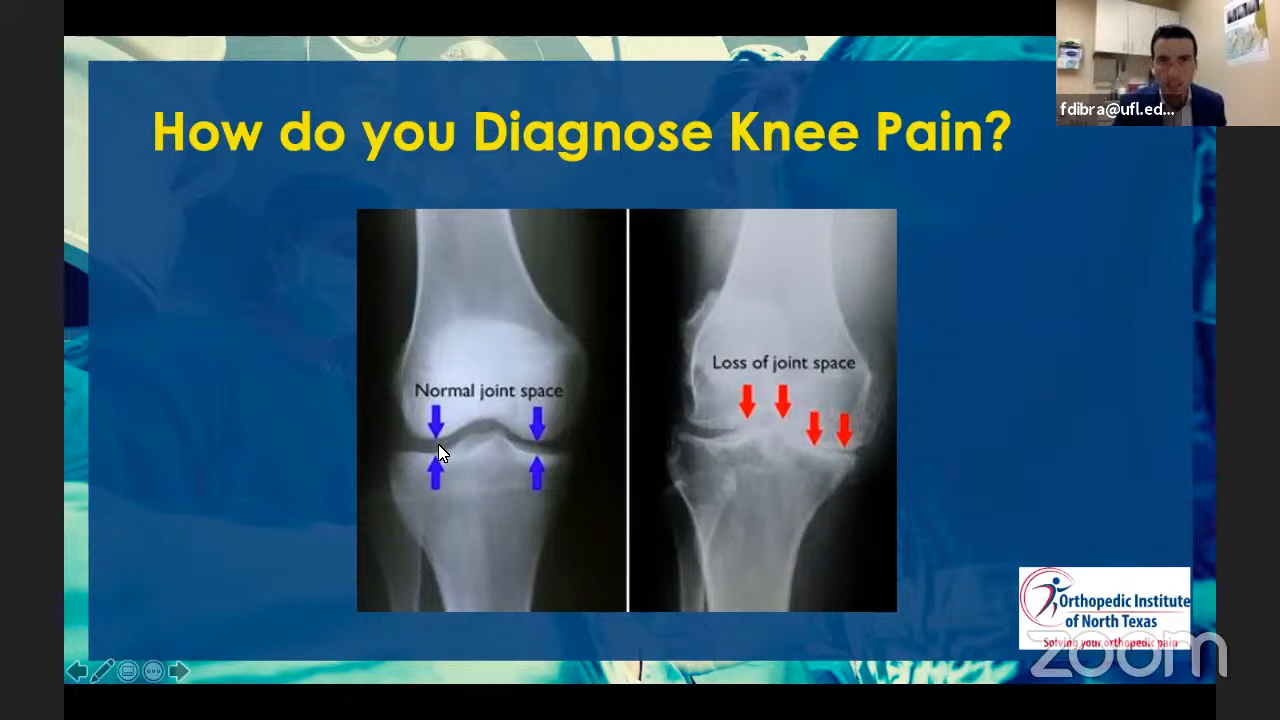 fdibra@ufl.ed...
How do you Diagnose Knee Pain?
Normal joint space
Loss of joint space
Orthopedic Institute
of North Texas
Solving your orthopedic pain
zoom